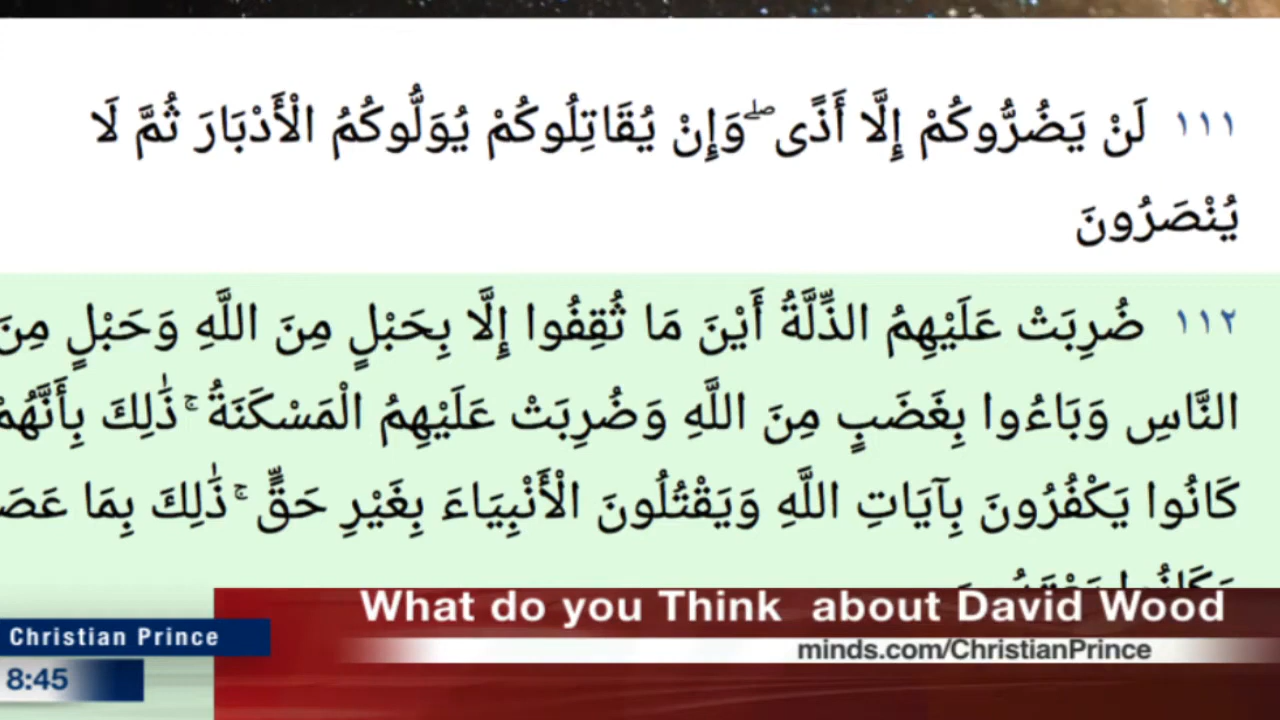 ١١١ لَنْ يَضُرُّوكُمْ إِلَّا أَذًى ۖ وَإِنْ يُقَاتِلُوكُمْ يُوَلُّوكُمُ الْأَدْبَارَ ثُمَّ لَا
يُنْصَرُونَ
١١٢ ضُرِبَتْ عَلَيْهِمُ الذِّلَّةُ أَيْنَ مَا ثُقِفُوا إِلَّا بِحَبْلٍ مِنَ اللَّهِ وَحَبْلٍ مِنَ
النَّاسِ وَبَاءُوا بِغَضَبٍ مِنَ اللَّهِ وَضُرِبَتْ عَلَيْهِمُ الْمَسْكَنَةُ ۚ ذَٰلِكَ بِأَنَّهُمْ
كَانُوا يَكْفُرُونَ بِآيَاتِ اللَّهِ وَيَقْتُلُونَ الْأَنْبِيَاءَ بِغَيْرِ حَقٍّ ۚ ذَٰلِكَ بِمَا
What do you Think about David Wood
Christian Prince
minds.com/ChristianPrince
8:45